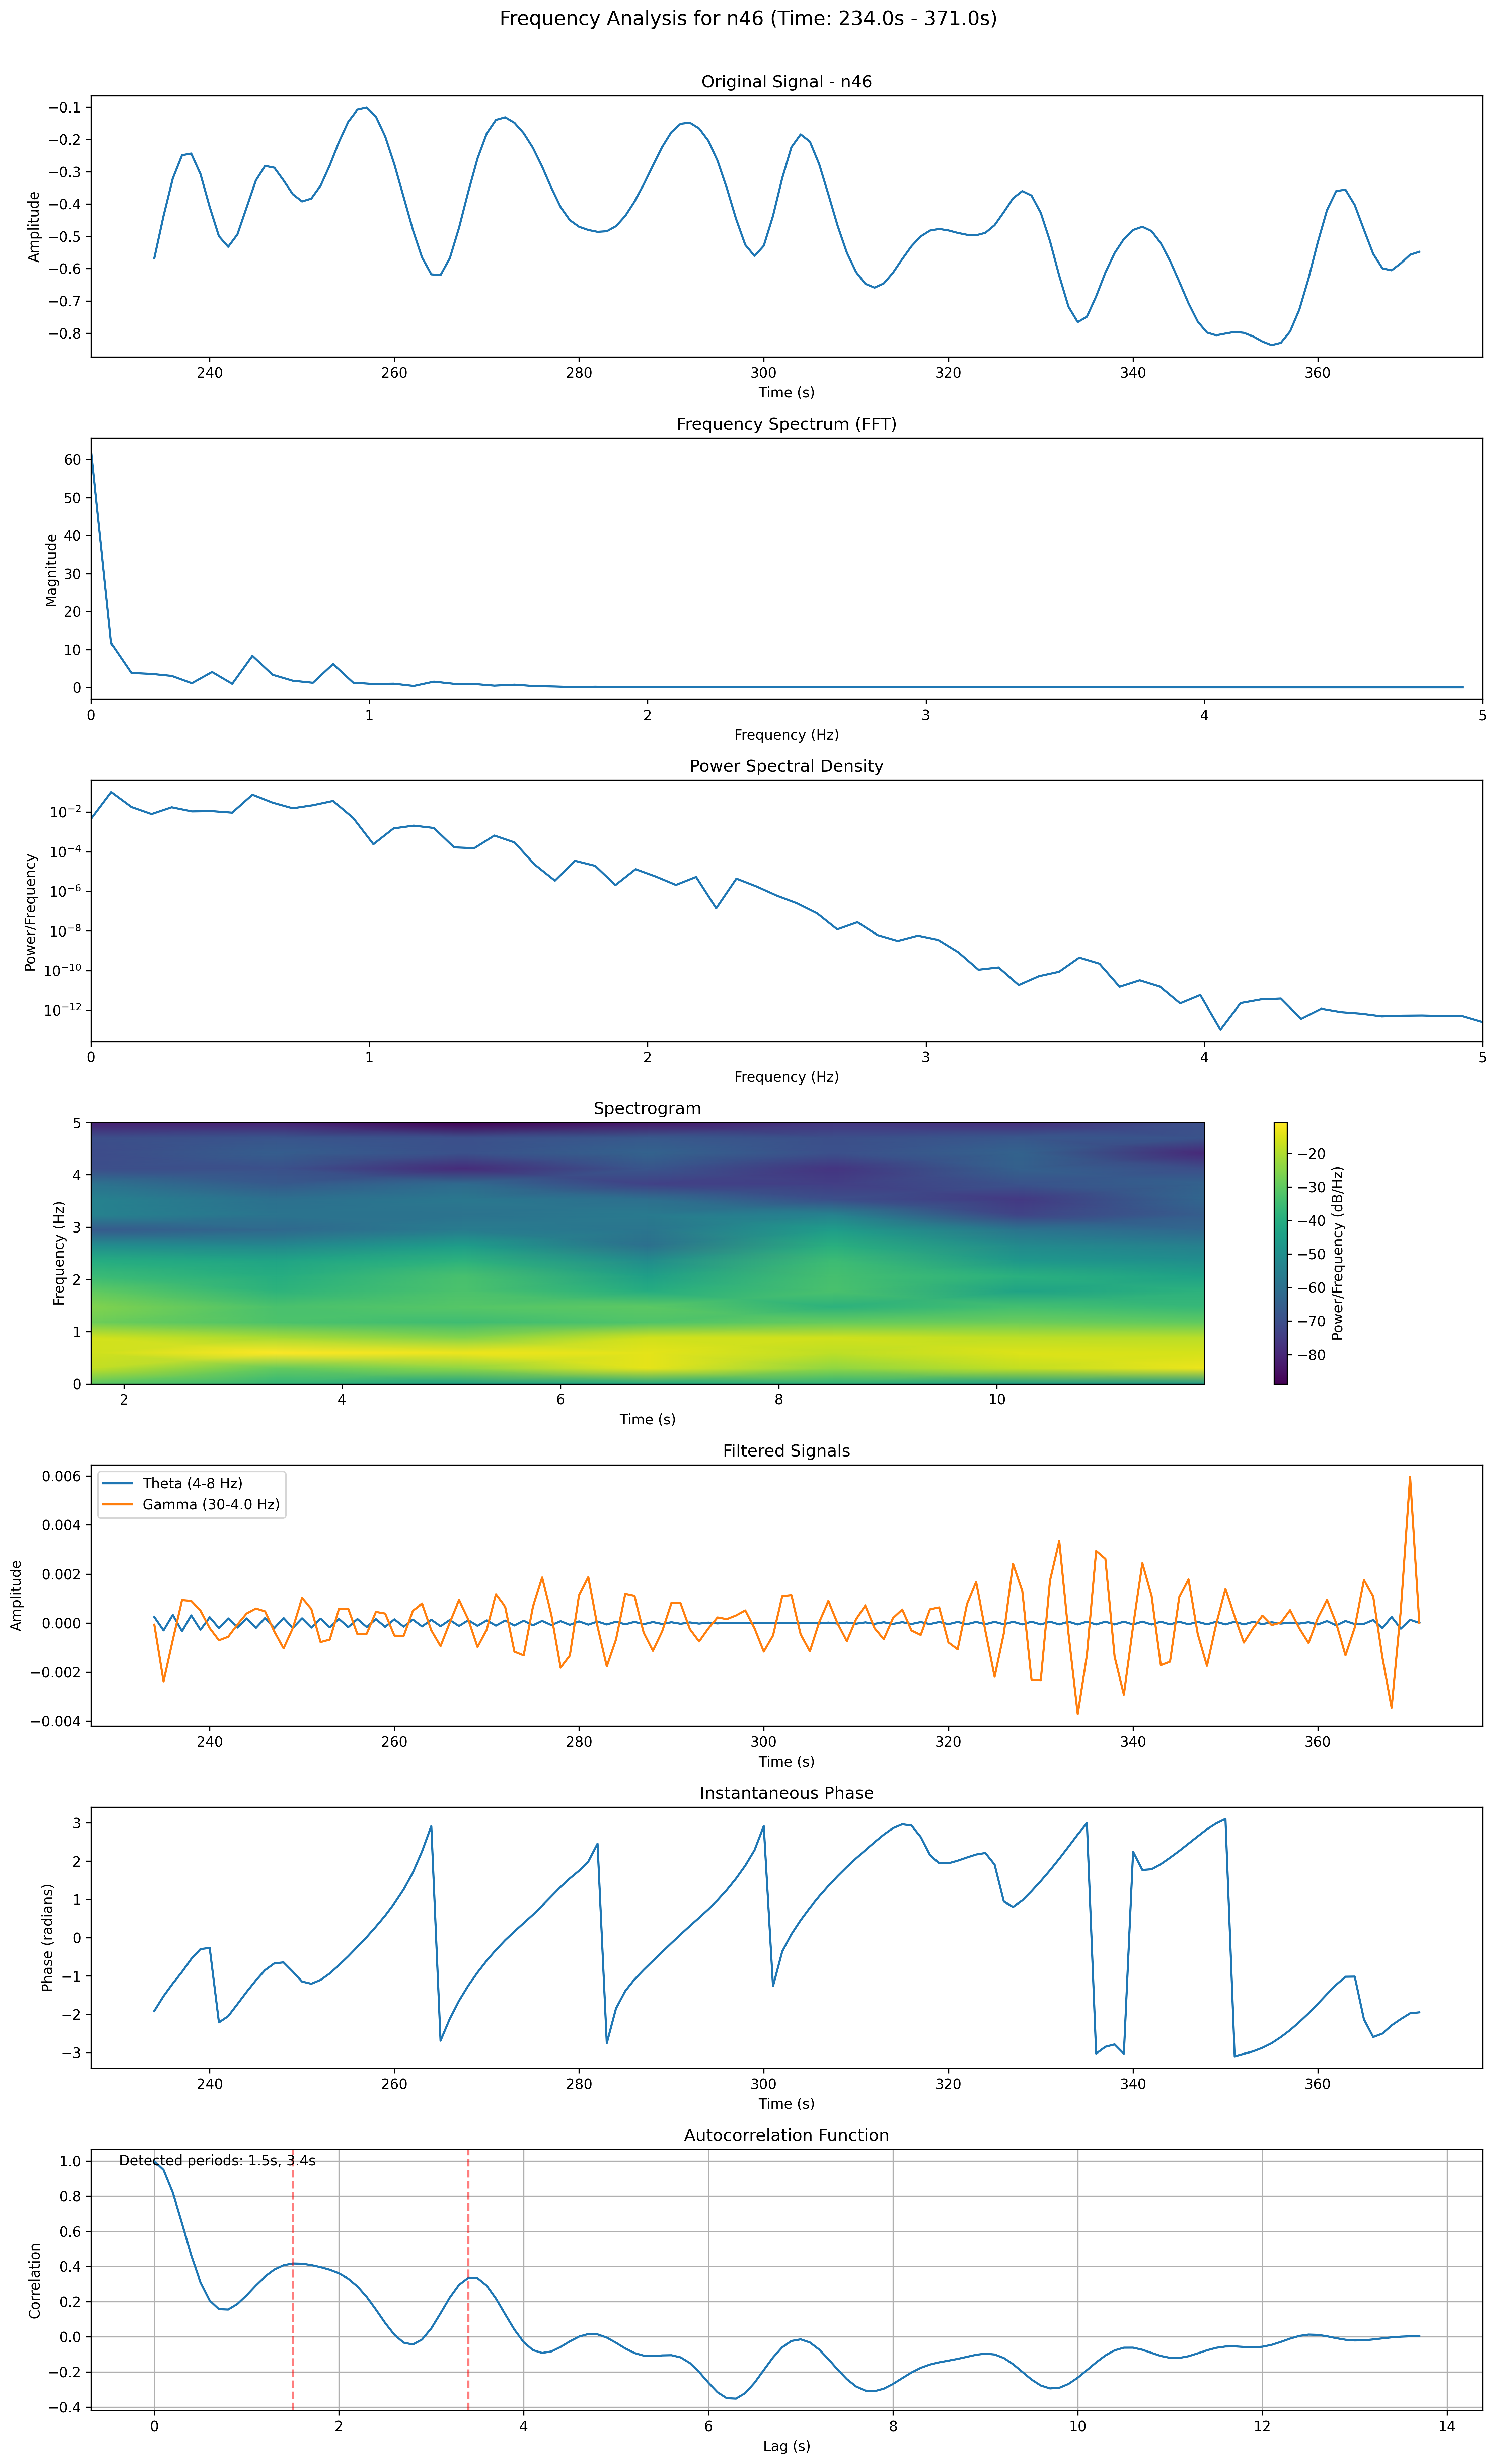 Frequency Analysis for n46 (Time: 234.0s - 371.0s)
Original Signal - n46
−0.1
−0.2
−0.3
−0.4
−0.5
−0.6
−0.7
−0.8
Amplitude
240 260 280 300 320 340 360
Time (s)
Frequency Spectrum (FFT)
60
50
40
30
20
10
0
Magnitude
0 1 2 3 4 5
Frequency (Hz)
Power Spectral Density
10⁻²
10⁻⁴
10⁻⁶
10⁻⁸
10⁻¹⁰
10⁻¹²
Power/Frequency
0 1 2 3 4 5
Frequency (Hz)
Spectrogram
5
4
3
2
1
0
Frequency (Hz)
2 4 6 8 10
Time (s)
−20
−30
−40
−50
−60
−70
−80
Power/Frequency (dB/Hz)
Filtered Signals
Theta (4-8 Hz)
Gamma (30-4.0 Hz)
0.006
0.004
0.002
0.000
−0.002
−0.004
Amplitude
240 260 280 300 320 340 360
Time (s)
Instantaneous Phase
3
2
1
0
−1
−2
−3
Phase (radians)
240 260 280 300 320 340 360
Time (s)
Autocorrelation Function
Detected periods: 1.5s, 3.4s
1.0
0.8
0.6
0.4
0.2
0.0
−0.2
−0.4
Correlation
0 2 4 6 8 10 12 14
Lag (s)